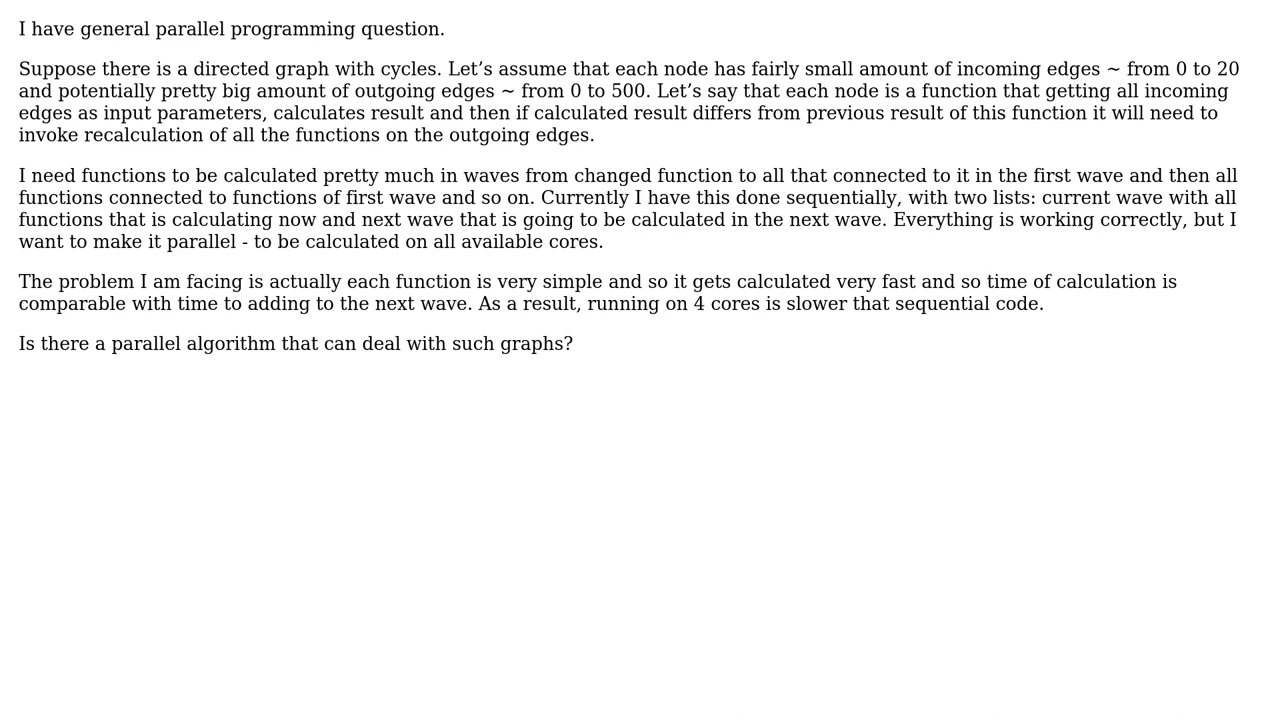 I have general parallel programming question.
Suppose there is a directed graph with cycles. Let’s assume that each node has fairly small amount of incoming edges ~ from 0 to 20
and potentially pretty big amount of outgoing edges ~ from 0 to 500. Let’s say that each node is a function that getting all incoming
edges as input parameters, calculates result and then if calculated result differs from previous result of this function it will need to
invoke recalculation of all the functions on the outgoing edges.
I need functions to be calculated pretty much in waves from changed function to all that connected to it in the first wave and then all
functions connected to functions of first wave and so on. Currently I have this done sequentially, with two lists: current wave with all
functions that is calculating now and next wave that is going to be calculated in the next wave. Everything is working correctly, but I
want to make it parallel - to be calculated on all available cores.
The problem I am facing is actually each function is very simple and so it gets calculated very fast and so time of calculation is
comparable with time to adding to the next wave. As a result, running on 4 cores is slower that sequential code.
Is there a parallel algorithm that can deal with such graphs?